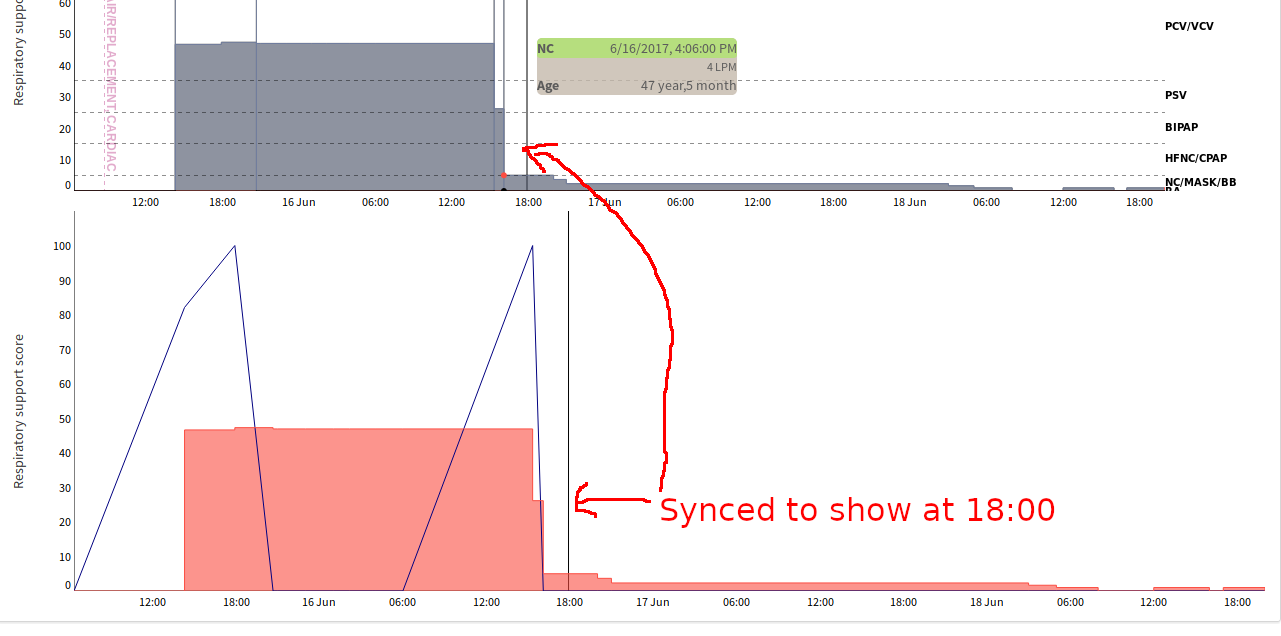 60
50
40
30
20
10
0
Respiratory suppo
AIR/REPLACEMENT, CARDIAC
NC 6/16/2017, 4:06:00 PM
4 LPM
Age 47 year,5 month
PCV/VCV
PSV
BIPAP
HFNC/CPAP
NC/MASK/BB
12:00 18:00 16 Jun 06:00 12:00 18:00 17 Jun 06:00 12:00 18:00 18 Jun 06:00 12:00 18:00
100
90
80
70
60
50
40
30
20
10
0
Respiratory support score
Synced to show at 18:00
12:00 18:00 16 Jun 06:00 12:00 18:00 17 Jun 06:00 12:00 18:00 18 Jun 06:00 12:00 18:00